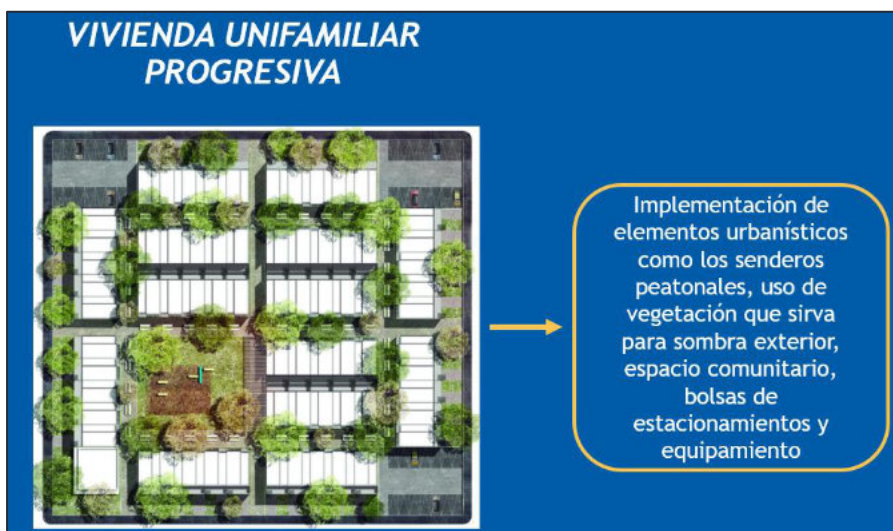 VIVIENDA UNIFAMILIAR
PROGRESIVA
Implementación de
elementos urbanísticos
como los senderos
peatonales, uso de
vegetación que sirva
para sombra exterior,
espacio comunitario,
bolsas de
estacionamientos y
equipamiento